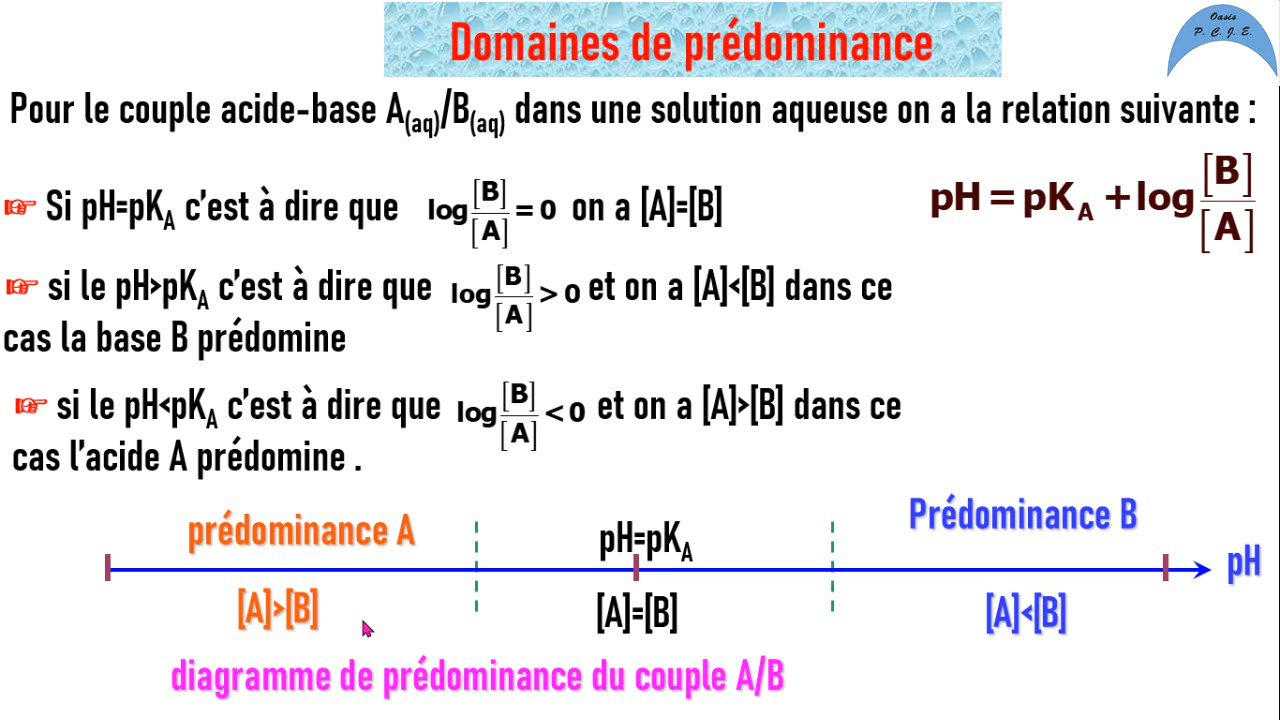 Domaines de prédominance
Oasis
P. C. J. E.
Pour le couple acide-base A(aq)/B(aq) dans une solution aqueuse on a la relation suivante :
pH = pKA + log [B]/[A]
☞ Si pH=pKA c'est à dire que log [B]/[A] = 0 on a [A]=[B]
☞ si le pH>pKA c'est à dire que log [B]/[A] > 0 et on a [A]<[B] dans ce
cas la base B prédomine
☞ si le pH<pKA c'est à dire que log [B]/[A] < 0 et on a [A]>[B] dans ce
cas l'acide A prédomine .
prédominance A
pH=pKA
Prédominance B
pH
[A]>[B]
[A]=[B]
[A]<[B]
diagramme de prédominance du couple A/B